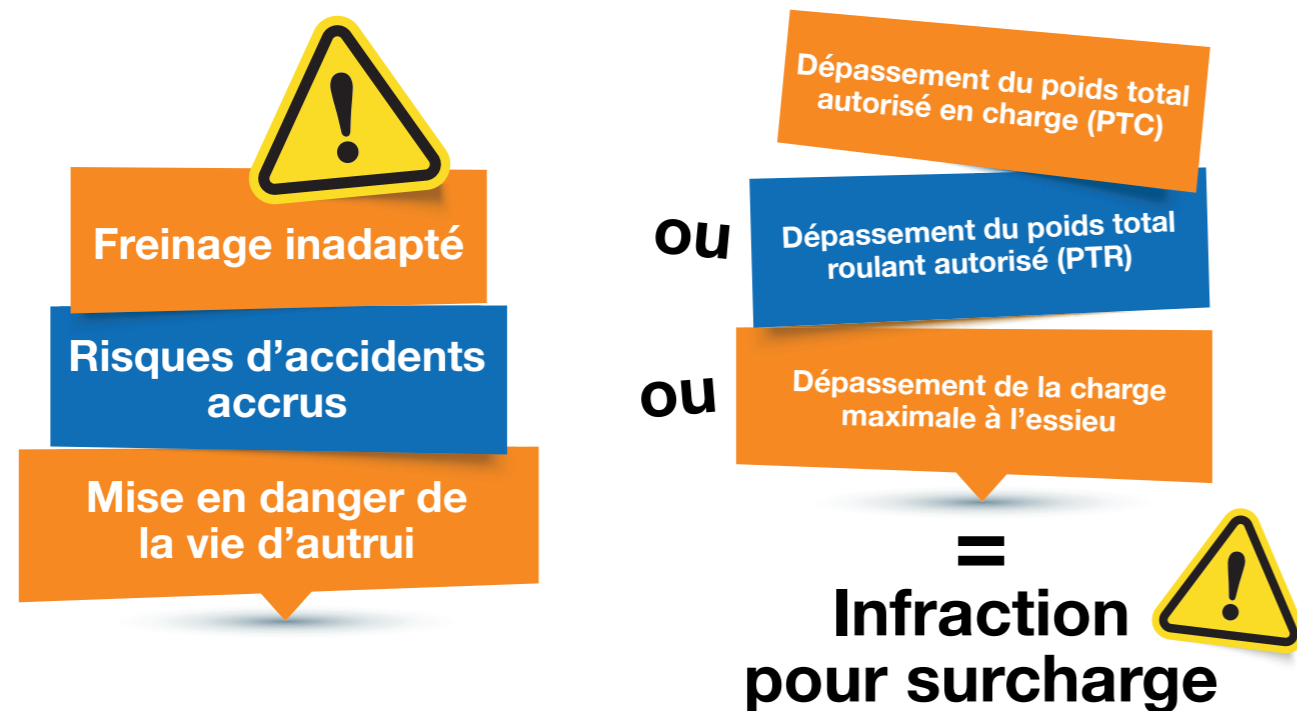 Freinage inadapté
Risques d’accidents
accrus
Mise en danger de
la vie d’autrui
Dépassement du poids total
autorisé en charge (PTC)
ou
Dépassement du poids total
roulant autorisé (PTR)
ou
Dépassement de la charge
maximale à l’essieu
=
Infraction
pour surcharge